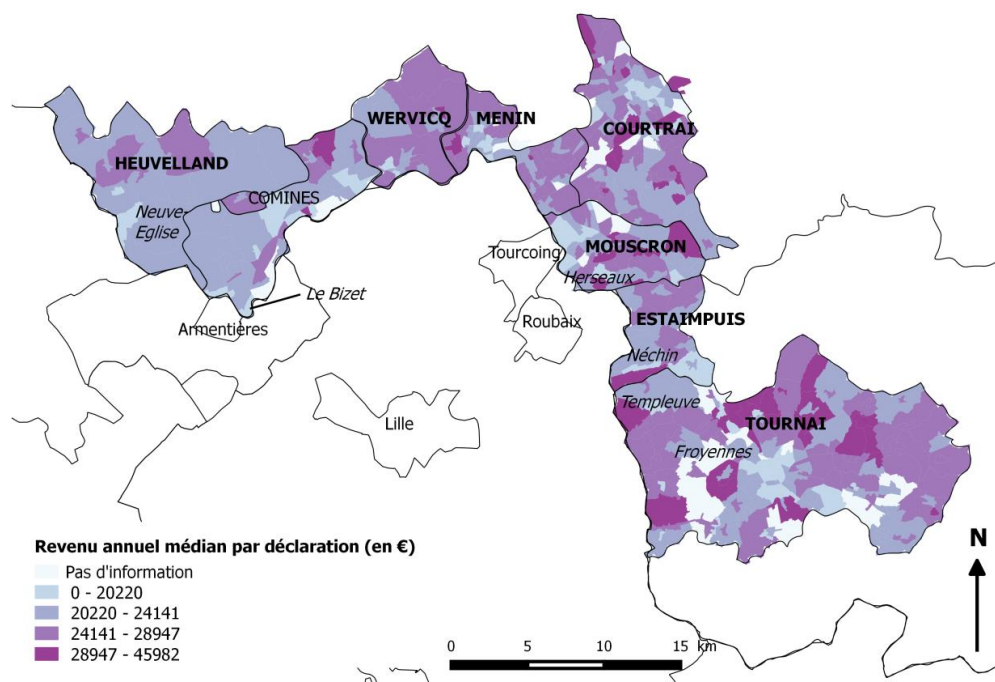 WERVICQ
MENIN
COURTRAI
HEUVELLAND
COMINES
Neuve-
Eglise
MOUSCRON
Tourcoing
Herseaux
Le Bizet
ESTAIMPUIS
Armentières
Roubaix
Néchin
Templeuve
TOURNAI
Lille
Froyennes
Revenu annuel médian par déclaration (en €)
Pas d'information
0 - 20220
20220 - 24141
24141 - 28947
28947 - 45982
N
0 5 10 15 km